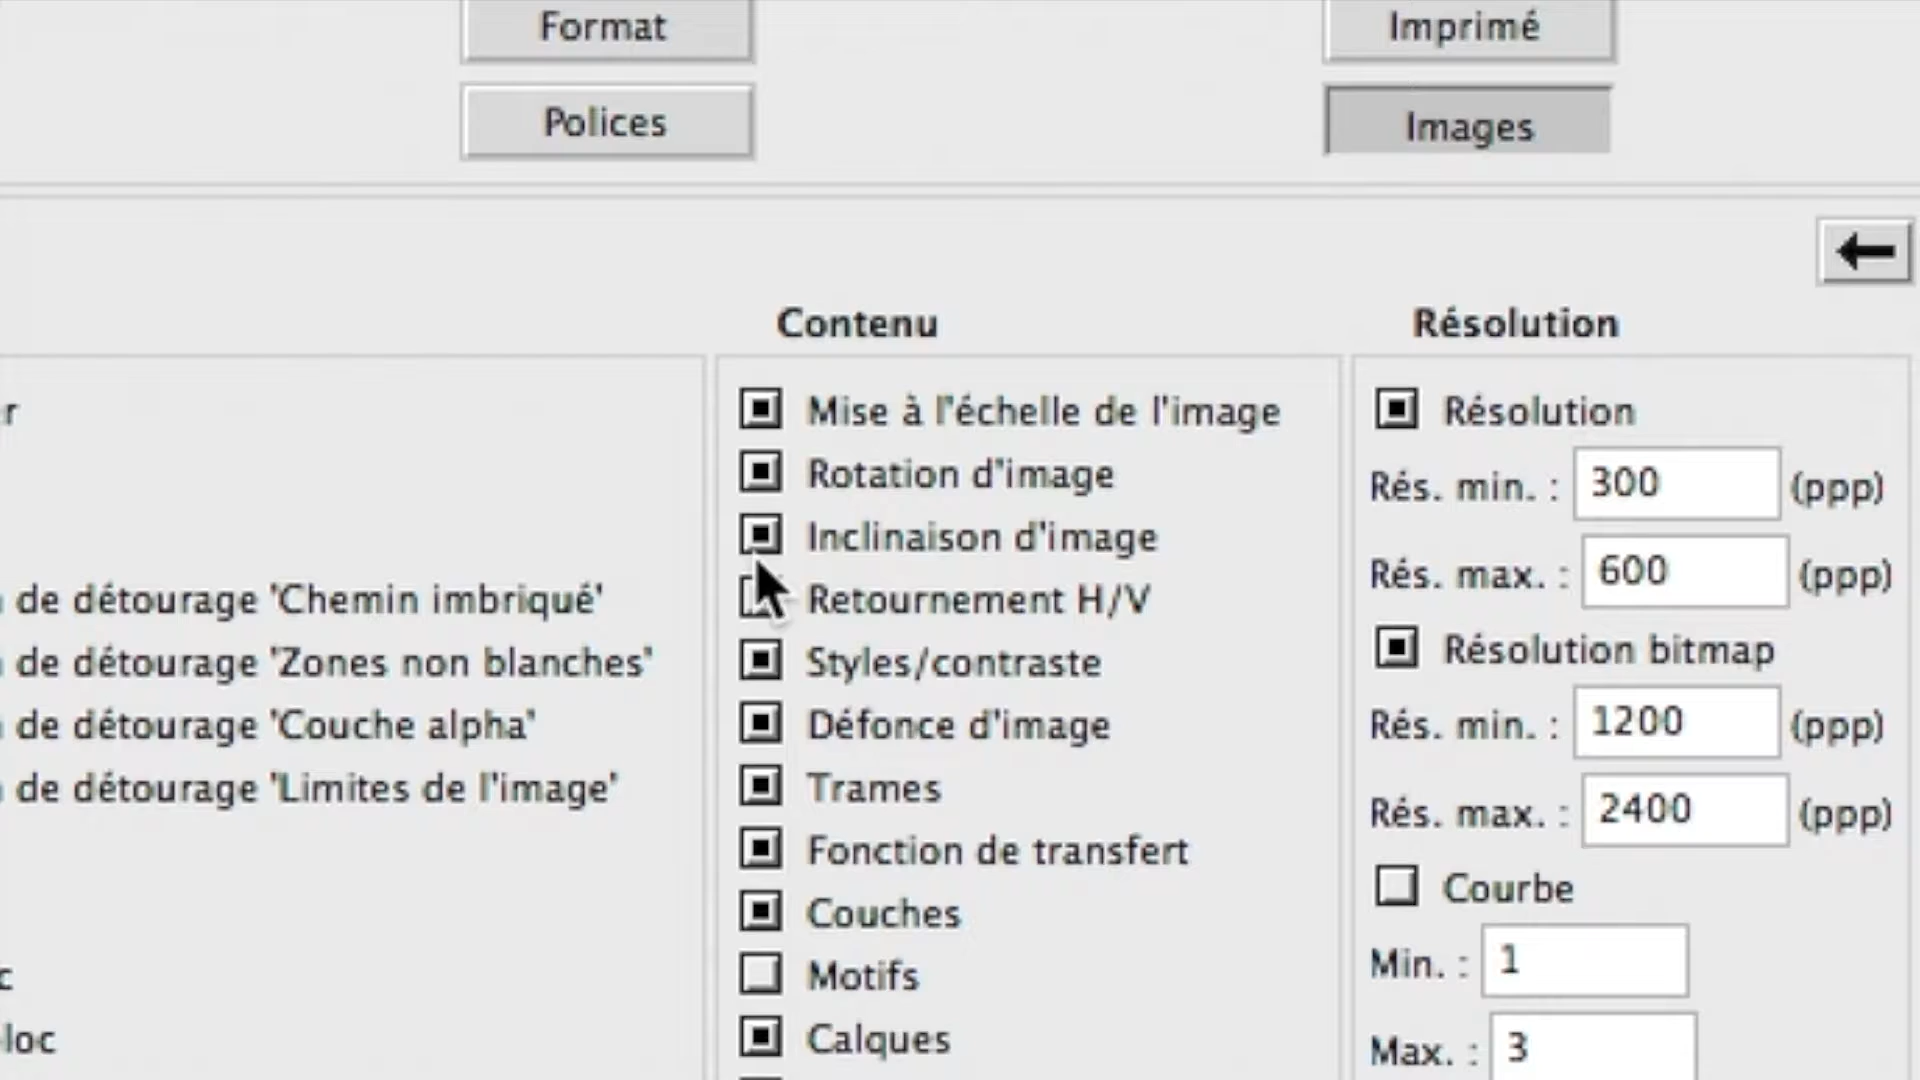 Format
Imprimé
Polices
Images
Contenu
Résolution
de détourage 'Chemin imbriqué'
de détourage 'Zones non blanches'
de détourage 'Couche alpha'
de détourage 'Limites de l'image'
Mise à l'échelle de l'image
Rotation d'image
Inclinaison d'image
Retournement H/V
Styles/contraste
Défonce d'image
Trames
Fonction de transfert
Couches
Motifs
Calques
Résolution
Rés. min. : 300 (ppp)
Rés. max. : 600 (ppp)
Résolution bitmap
Rés. min. : 1200 (ppp)
Rés. max. : 2400 (ppp)
Courbe
Min. : 1
Max. : 3